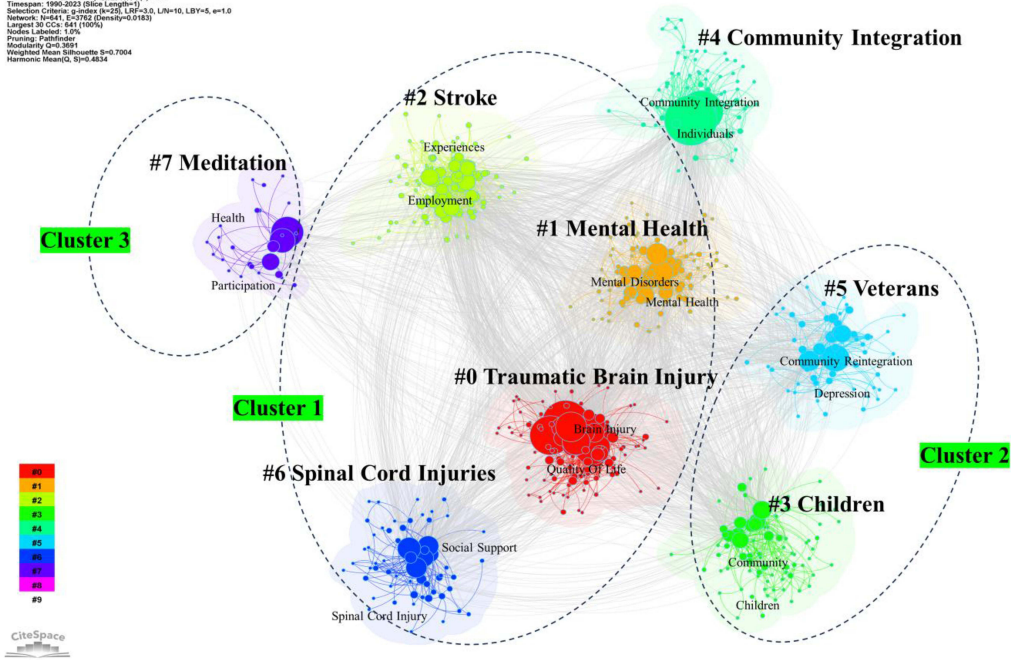 Timespan: 1990-2023 (Slice Length=1)
Selection Criteria: g-index (k=25), LRF=3.0, L/N=10, LBY=5, e=1.0
Network: N=641, E=3762 (Density=0.0183)
Largest 30 CCs: 641 (100%)
Nodes Labeled: 1.0%
Pruning: Pathfinder
Modularity Q=0.3691
Weighted Mean Silhouette S=0.7004
Harmonic Mean(Q, S)=0.4834
#4 Community Integration
Community Integration
Individuals
#2 Stroke
Experiences
Employment
#7 Meditation
Health
Participation
Cluster 3
#1 Mental Health
Mental Disorders
Mental Health
#5 Veterans
Community Reintegration
Depression
#0 Traumatic Brain Injury
Brain Injury
Quality Of Life
Cluster 1
Cluster 2
#6 Spinal Cord Injuries
Social Support
Spinal Cord Injury
#3 Children
Community
Children
#0
#1
#2
#3
#4
#5
#6
#7
#8
#9
CiteSpace